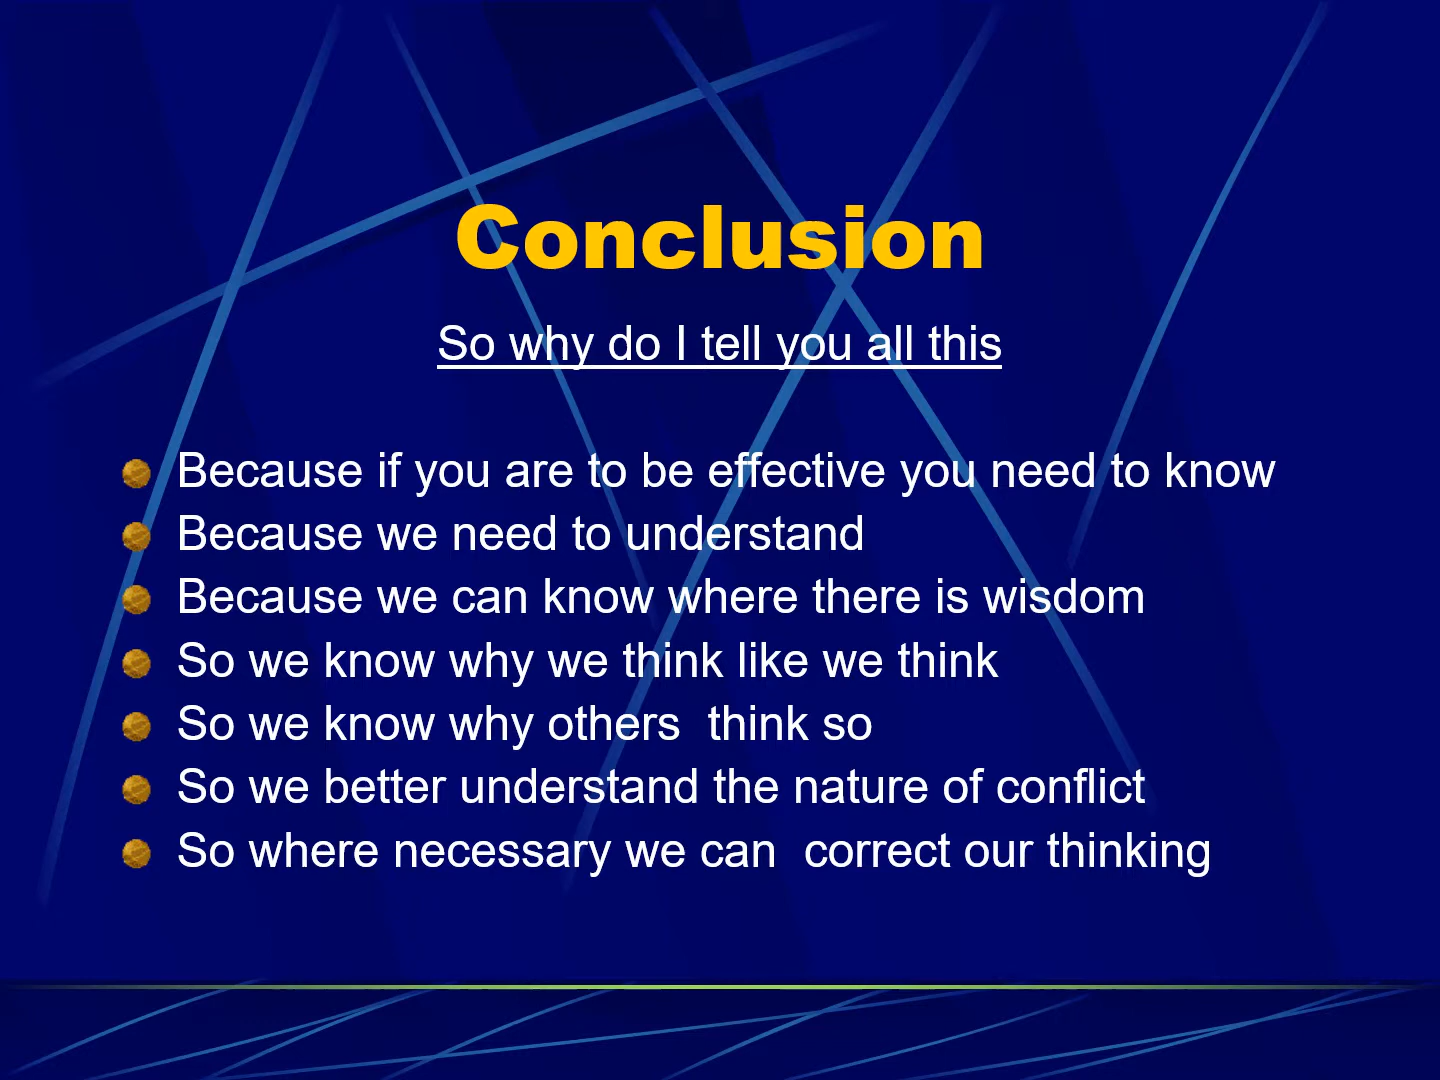 Conclusion
So why do I tell you all this
Because if you are to be effective you need to know
Because we need to understand
Because we can know where there is wisdom
So we know why we think like we think
So we know why others  think so
So we better understand the nature of conflict
So where necessary we can  correct our thinking